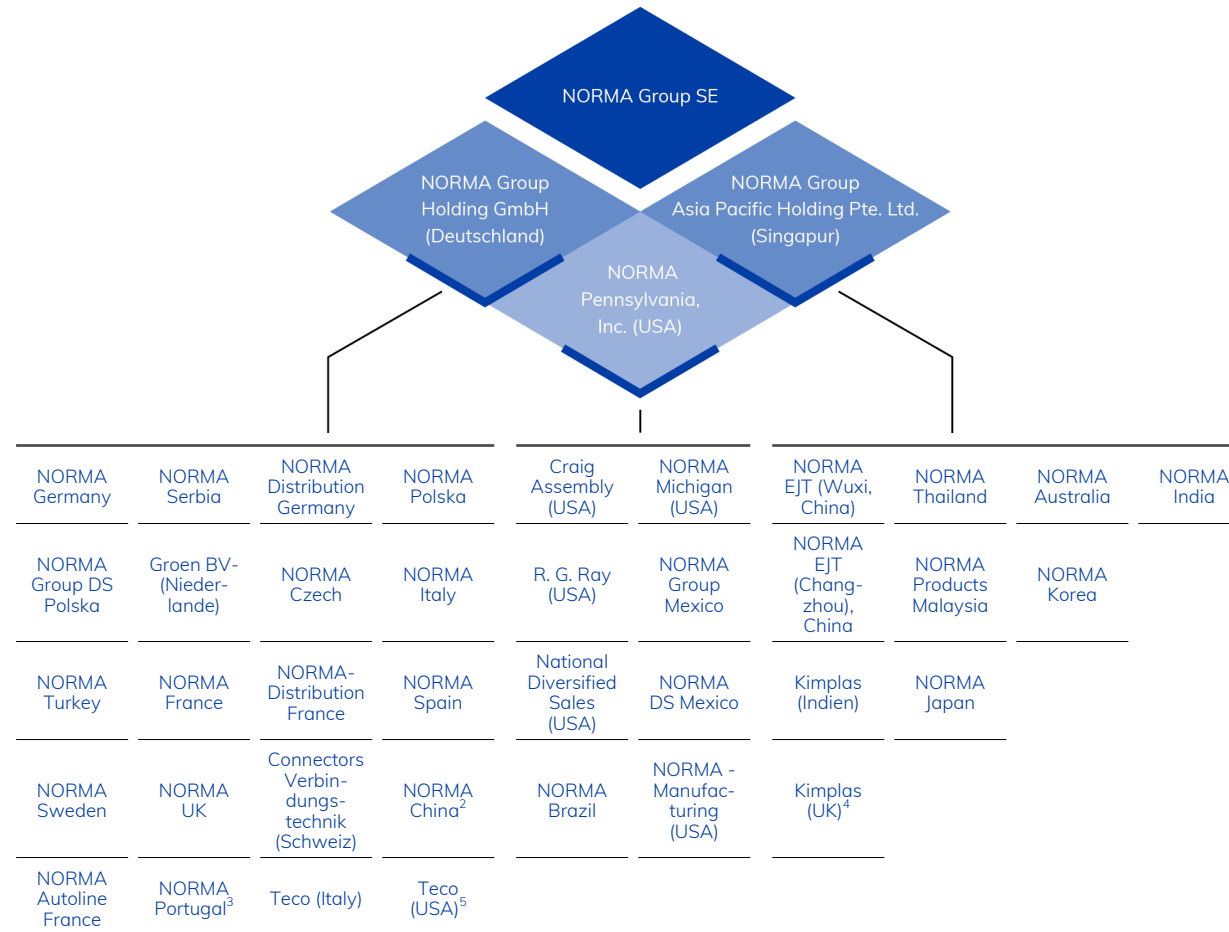 NORMA Group SE
NORMA Group
Holding GmbH
(Deutschland)
NORMA Group
Asia Pacific Holding Pte. Ltd.
(Singapur)
NORMA
Pennsylvania,
Inc. (USA)
NORMA
Germany
NORMA
Serbia
NORMA
Distribution
Germany
NORMA
Polska
Craig
Assembly
(USA)
NORMA
Michigan
(USA)
NORMA
EJT (Wuxi,
China)
NORMA
Thailand
NORMA
Australia
NORMA
India
NORMA
Group DS
Polska
Groen BV-
(Nieder-
lande)
NORMA
Czech
NORMA
Italy
R. G. Ray
(USA)
NORMA
Group
Mexico
NORMA
EJT
(Chang-
zhou),
China
NORMA
Products
Malaysia
NORMA
Korea
NORMA
Turkey
NORMA
France
NORMA-
Distribution
France
NORMA
Spain
National
Diversified
Sales
(USA)
NORMA
DS Mexico
Kimplas
(Indien)
NORMA
Japan
NORMA
Sweden
NORMA
UK
Connectors
Verbin-
dungs-
technik
(Schweiz)
NORMA
China²
NORMA
Brazil
NORMA -
Manufac-
turing
(USA)
Kimplas
(UK)⁴
NORMA
Autoline
France
NORMA
Portugal³
Teco (Italy)
Teco
(USA)⁵